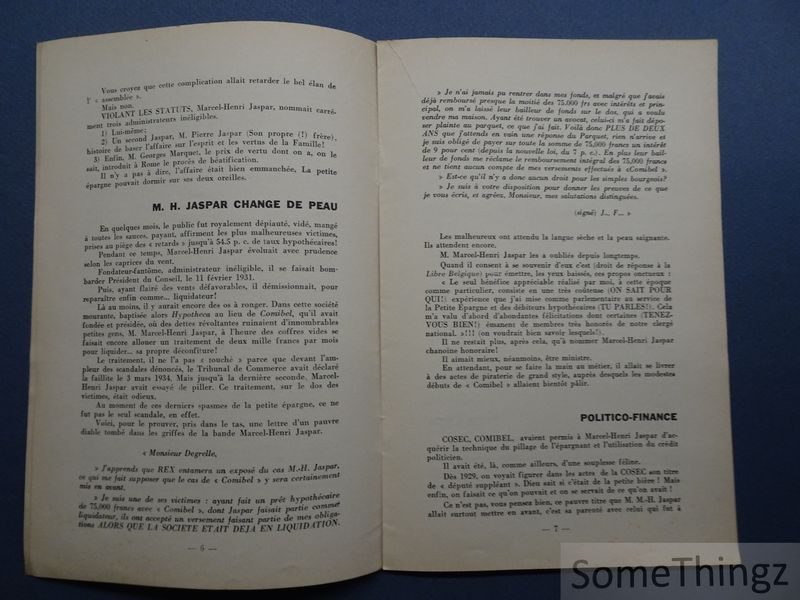 Vous croyez que cette complication allait retarder le bel élan de
l' « assemblée ».
Mais non.
VIOLANT LES STATUTS, Marcel-Henri Jaspar, nommait carré-
ment trois administrateurs inéligibles.
1) Lui-même;
2) Un second Jaspar, M. Pierre Jaspar (Son propre (!) frère),
histoire de baser l'affaire sur l'esprit et les vertus de la Famille!
3) Enfin, M. Georges Marquet, le prix de vertu dont on a, on le
sait, introduit à Rome le procès de béatification.
Il n'y a pas à dire, l'affaire était bien emmanchée. La petite
épargne pouvait dormir sur ses deux oreilles.
M. H. JASPAR CHANGE DE PEAU
En quelques mois, le public fut royalement dépiauté, vidé, mangé
à toutes les sauces, payant, affirment les plus malheureuses victimes,
prises au piège des « retards » jusqu'à 54.5 p. c. de taux hypothécaires!
Pendant ce temps, Marcel-Henri Jaspar évoluait avec prudence
selon les caprices du vent.
Fondateur-fantôme, administrateur inéligible, il se faisait bom-
barder Président du Conseil, le 11 février 1931.
Puis, ayant flairé des vents défavorables, il démissionnait, pour
reparaître enfin comme... liquidateur!
Là au moins, il y aurait encore des os à ronger. Dans cette société
mourante, baptisée alors Hypotheca au lieu de Comibel, qu'il avait
fondée et présidée, où des dettes révoltantes ruinaient d'innombrables
petites gens, M. Marcel-Henri Jaspar, à l'heure des coffres vides se
faisait encore allouer un traitement de deux mille francs par mois
pour liquider... sa propre déconfiture!
Le traitement, il ne l'a pas « touché » parce que devant l'am-
pleur des scandales dénoncés, le Tribunal de Commerce avait déclaré
la faillite le 3 mars 1934. Mais jusqu'à la dernière seconde, Marcel-
Henri Jaspar avait essayé de piller. Ce traitement, sur le dos des
victimes, était odieux.
Au moment de ces derniers spasmes de la petite épargne, ce ne
fut pas le seul scandale, en effet.
Voici, pour le prouver, pris dans le tas, une lettre d'un pauvre
diable tombé dans les griffes de la bande Marcel-Henri Jaspar.
« Monsieur Degrelle,
» J'apprends que REX entamera un exposé du cas M.-H. Jaspar,
ce qui me fait supposer que le cas de « Comibel » y sera certainement
mis en avant.
» Je suis une de ses victimes : ayant fait un prêt hypothécaire
de 75,000 francs avec « Comibel », dont Jaspar faisait partie comme
liquidateur, ils ont accepté un versement faisant partie de mes obliga-
tions ALORS QUE LA SOCIETE ETAIT DEJA EN LIQUIDATION.
— 6 —
» Je n'ai jamais pu rentrer dans mes fonds, et malgré que j'avais
déjà remboursé presque la moitié des 75.000 frs avec intérêts et prin-
cipal, on m'a laissé leur bailleur de fonds sur le dos, qui a voulu
vendre ma maison. Ayant été trouver un avocat, celui-ci m'a fait dépo-
ser plainte au Parquet, ce que j'ai fait. Voilà donc PLUS DE DEUX
ANS que j'attends en vain une réponse du Parquet, rien n'arrive et
je suis obligé de payer sur toute la somme de 75.000 francs un intérêt
de 9 pour cent (depuis la nouvelle loi, du 7 p. c.). En plus leur bail-
leur de fonds me réclame le remboursement intégral des 75.000 francs
et ne tient aucun compte de mes versements effectués à «Comibel».
» Est-ce qu'il n'y a donc aucun droit pour les simples bourgeois?
» Je suis à votre disposition pour donner les preuves de ce que
je vous écris, et agréez, Monsieur, mes salutations distinguées.
(signé) J... F... »
Les malheureux ont attendu la langue sèche et la peau saignante.
Ils attendent encore.
M. Marcel-Henri Jaspar les a oubliés depuis longtemps.
Quand il consent à se souvenir d'eux c'est (droit de réponse à la
Libre Belgique) pour émettre, les yeux baissés, ces propos onctueux :
« Le seul bénéfice appréciable réalisé par moi, à cette époque
comme particulier, consiste en une très coûteuse (ON SAIT POUR
QUI!) expérience que j'ai mise comme parlementaire au service de
la Petite Épargne et des débiteurs hypothécaires (TU PARLES!). Cela
m'a valu d'abord d'abondantes félicitations dont certaines (TENEZ-
VOUS BIEN!) émanent de membres très honorés de notre clergé
national. »!!! (on voudrait bien savoir lesquels!).
Il ne restait plus, après cela, qu'à nommer Marcel-Henri Jaspar
chanoine honoraire!
Il aimait mieux, néanmoins, être ministre.
En attendant, pour se faire la main au métier, il allait se livrer
à des actes de piraterie de grand style, auprès desquels les modestes
débuts de « Comibel » allaient bientôt pâlir.
POLITICO-FINANCE
COSEC, COMIBEL, avaient permis à Marcel-Henri Jaspar d'ac-
quérir la technique du pillage de l'épargnant et l'utilisation du crédit
politicien.
Il avait été, là, comme ailleurs, d'une souplesse féline.
Dès 1929, on voyait figurer dans les actes de la COSEC son titre
de « député suppléant ». Dieu sait si c'était de la petite bière! Mais
enfin, on faisait ce qu'on pouvait et on se servait de ce qu'on avait!
Ce n'est pas, vous pensez bien, ce pauvre titre que M. M.-H. Jaspar
allait surtout mettre en avant, c'est sa parenté avec celui qui fut à
— 7 —
SomeThingz